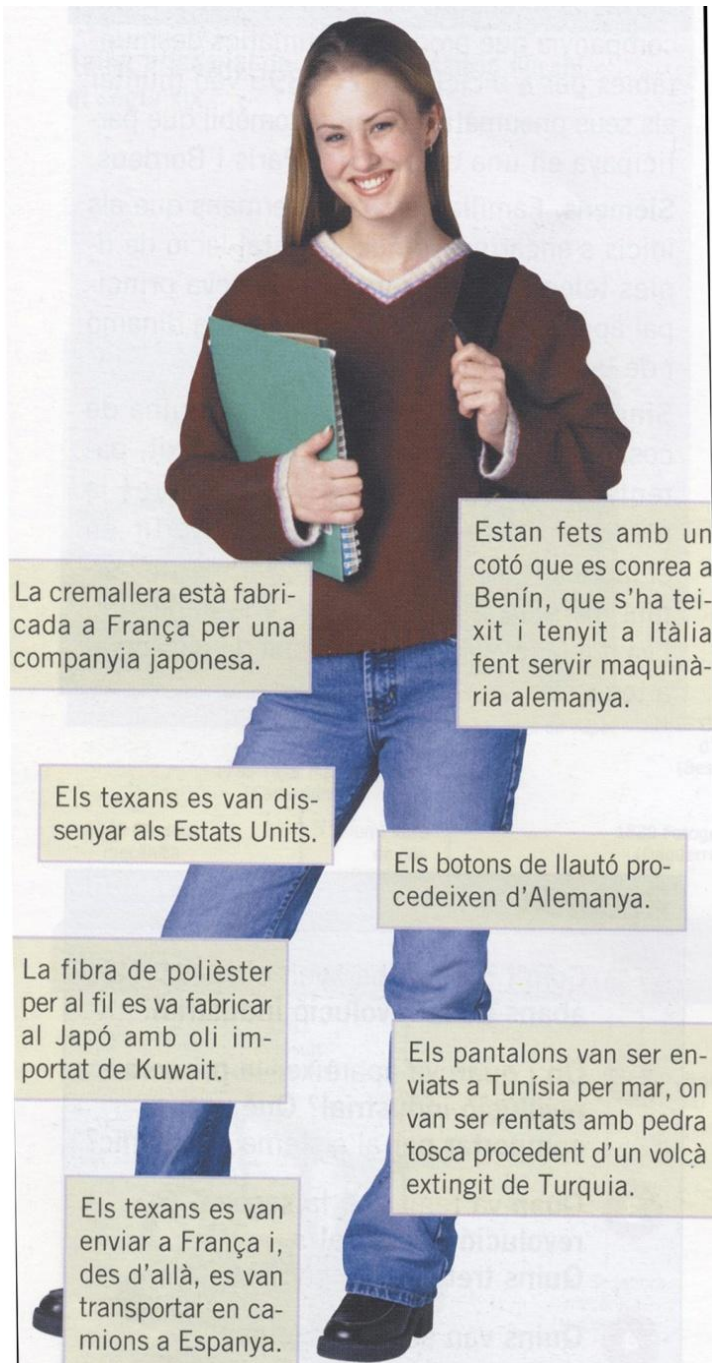 La cremallera està fabri-
cada a França per una
companyia japonesa.
Estan fets amb un
cotó que es conrea a
Benín, que s'ha tei-
xit i tenyit a Itàlia
fent servir maquinà-
ria alemanya.
Els texans es van dis-
senyar als Estats Units.
Els botons de llautó pro-
cedeixen d'Alemanya.
La fibra de polièster
per al fil es va fabricar
al Japó amb oli im-
portat de Kuwait.
Els pantalons van ser en-
viats a Tunísia per mar, on
van ser rentats amb pedra
tosca procedent d'un volcà
extingit de Turquia.
Els texans es van
enviar a França i,
des d'allà, es van
transportar en ca-
mions a Espanya.